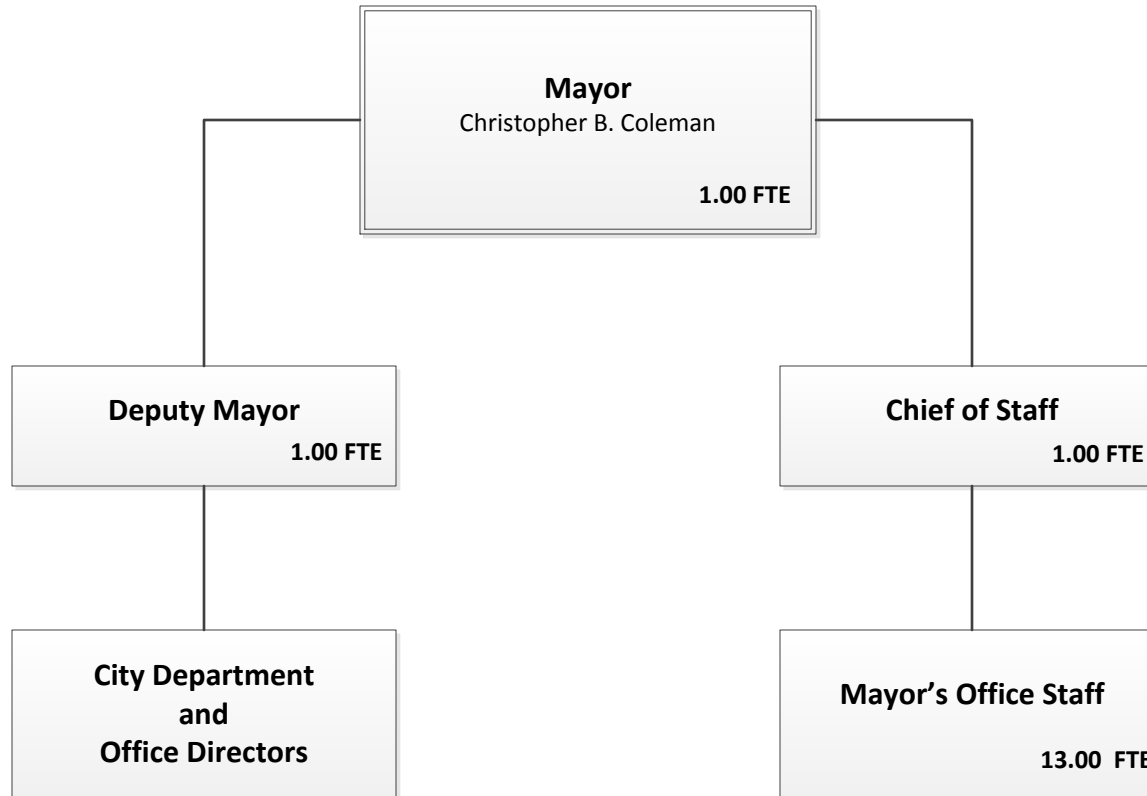 Mayor
Christopher B. Coleman
1.00 FTE
Deputy Mayor
1.00 FTE
Chief of Staff
1.00 FTE
City Department
and
Office Directors
Mayor’s Office Staff
13.00 FTE